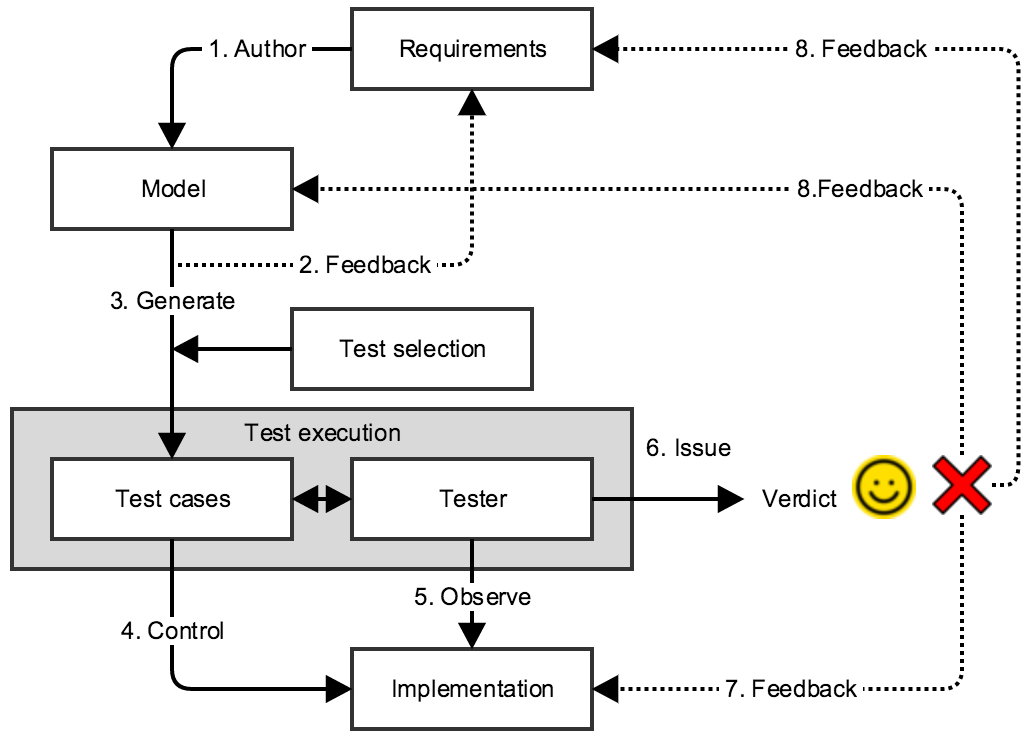 1. Author
Requirements
8. Feedback
Model
8.Feedback
2. Feedback
3. Generate
Test selection
Test execution
6. Issue
Test cases
Tester
Verdict
5. Observe
4. Control
Implementation
7. Feedback